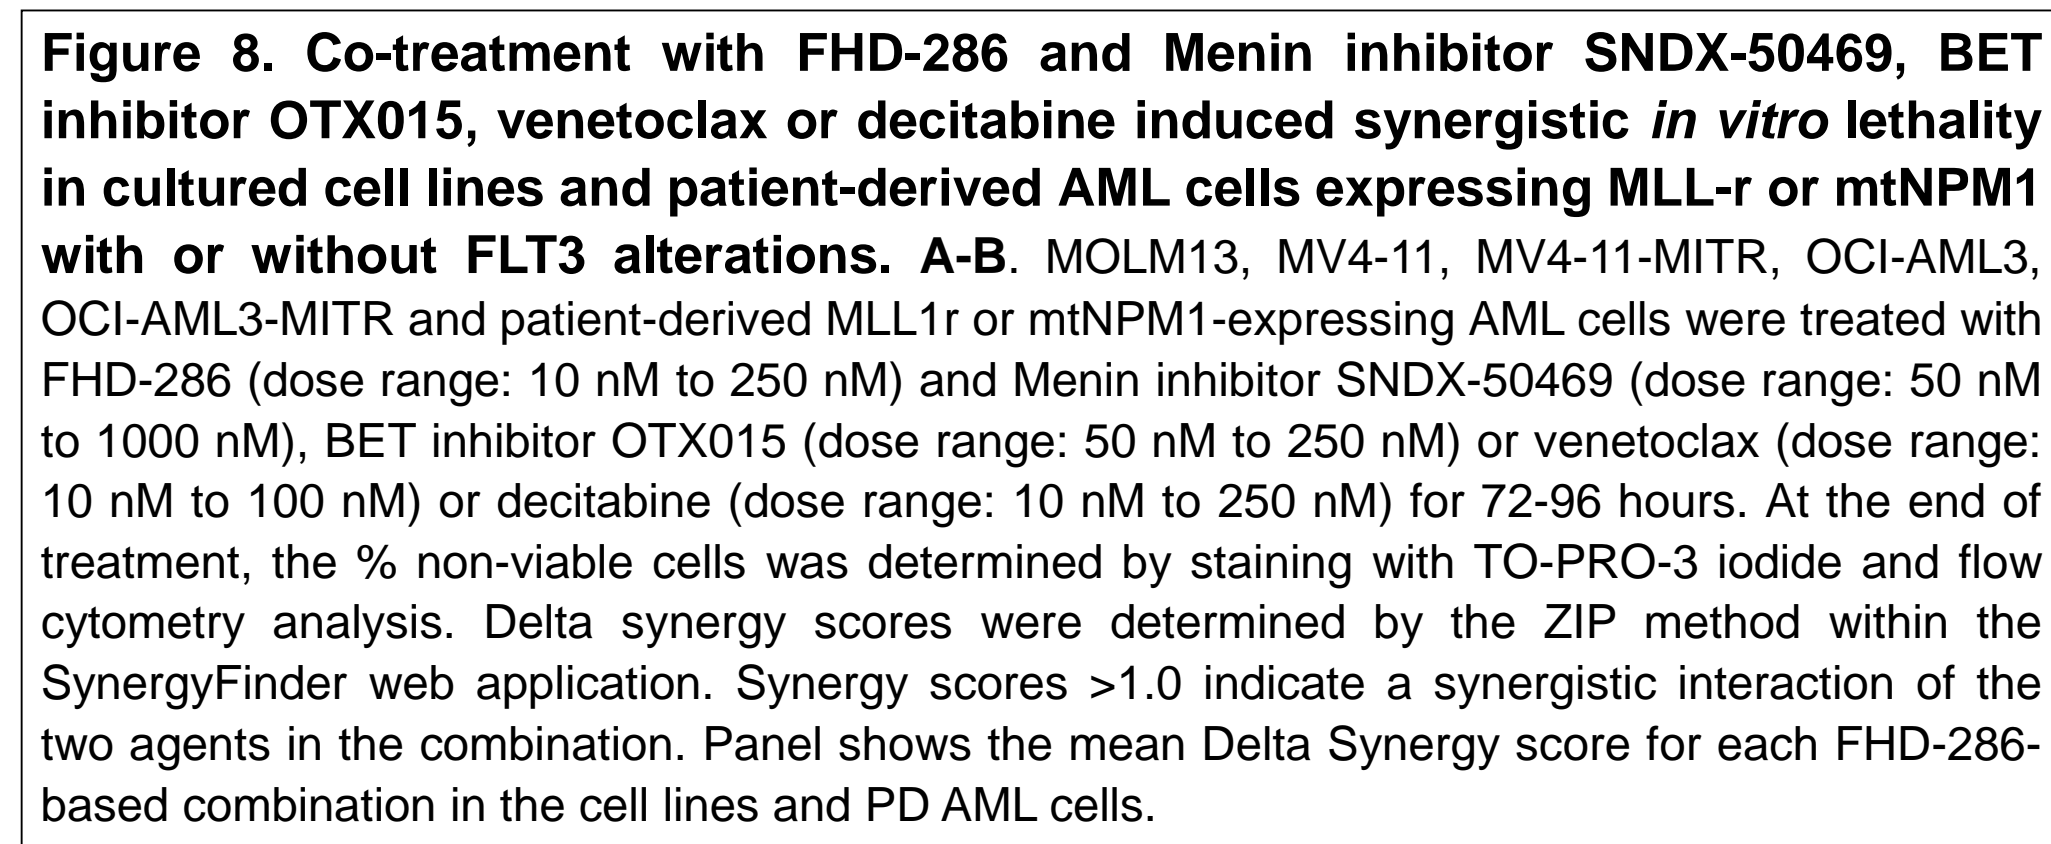 Figure 8. Co-treatment with FHD-286 and Menin inhibitor SNDX-50469, BET
inhibitor OTX015, venetoclax or decitabine induced synergistic in vitro lethality
in cultured cell lines and patient-derived AML cells expressing MLL-r or mtNPM1
with or without FLT3 alterations. A-B. MOLM13, MV4-11, MV4-11-MITR, OCI-AML3,
OCI-AML3-MITR and patient-derived MLL1r or mtNPM1-expressing AML cells were treated with
FHD-286 (dose range: 10 nM to 250 nM) and Menin inhibitor SNDX-50469 (dose range: 50 nM
to 1000 nM), BET inhibitor OTX015 (dose range: 50 nM to 250 nM) or venetoclax (dose range:
10 nM to 100 nM) or decitabine (dose range: 10 nM to 250 nM) for 72-96 hours. At the end of
treatment, the % non-viable cells was determined by staining with TO-PRO-3 iodide and flow
cytometry analysis. Delta synergy scores were determined by the ZIP method within the
SynergyFinder web application. Synergy scores >1.0 indicate a synergistic interaction of the
two agents in the combination. Panel shows the mean Delta Synergy score for each FHD-286-
based combination in the cell lines and PD AML cells.